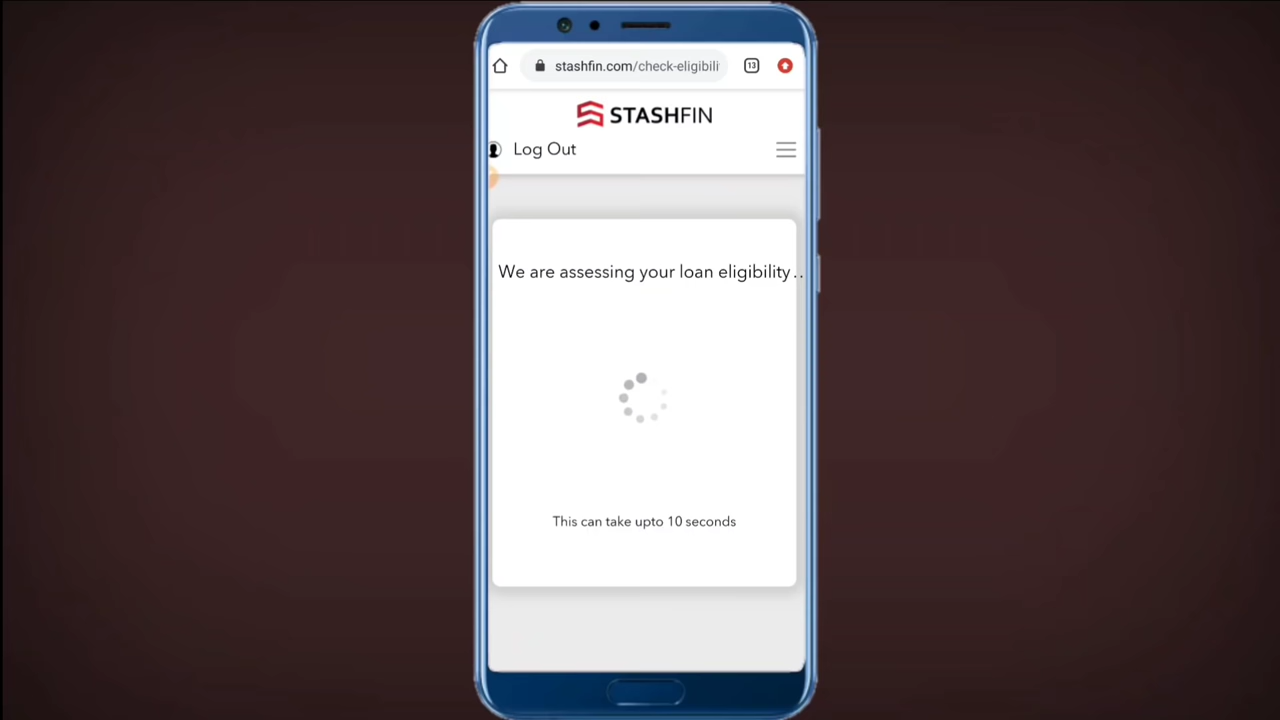 stashfin.com/check-eligibili
13
STASHFIN
Log Out
We are assessing your loan eligibility..
This can take upto 10 seconds